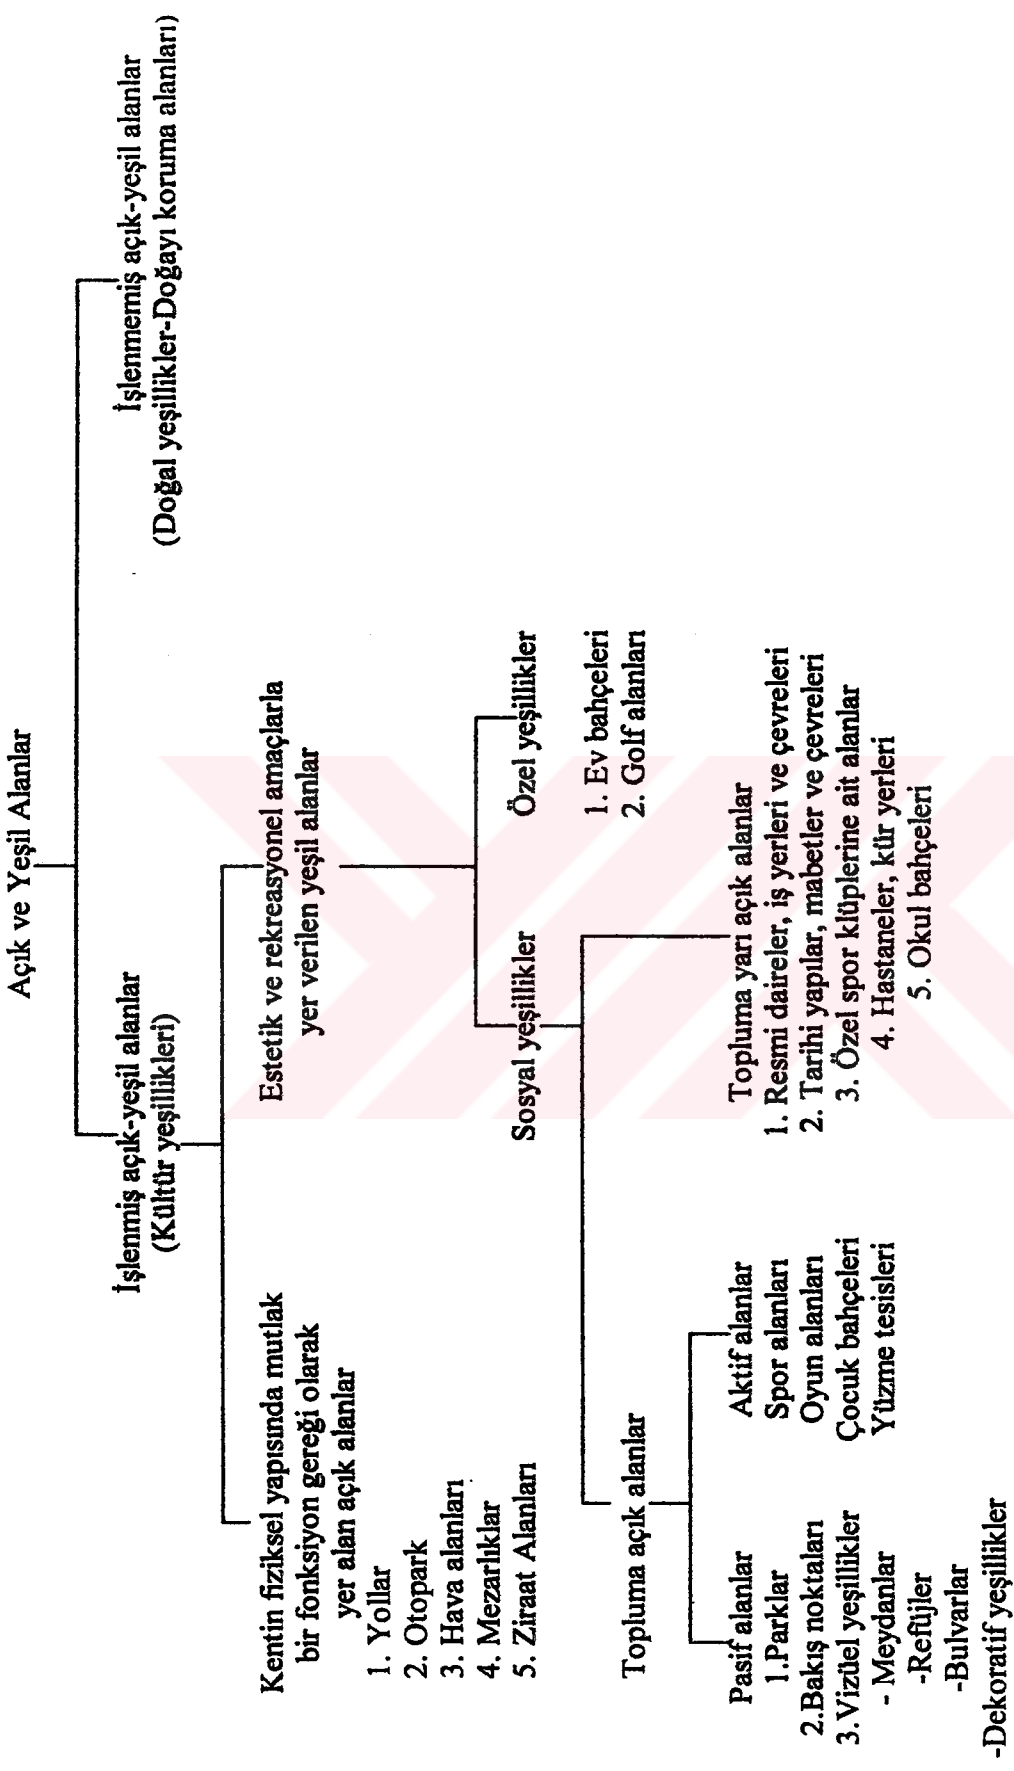 Açık ve Yeşil Alanlar
İşlenmiş açık-yeşil alanlar
(Kültür yeşillikleri)
İşlenmemiş açık-yeşil alanlar
(Doğal yeşillikler-Doğayı koruma alanları)
Kentin fiziksel yapısında mutlak
bir fonksiyon gereği olarak
yer alan açık alanlar
1. Yollar
2. Otopark
3. Hava alanları
4. Mezarlıklar
5. Ziraat Alanları
Estetik ve rekreasyonel amaçlarla
yer verilen yeşil alanlar
Sosyal yeşillikler
Özel yeşillikler
1. Ev bahçeleri
2. Golf alanları
Topluma açık alanlar
Topluma yarı açık alanlar
1. Resmi daireler, iş yerleri ve çevreleri
2. Tarihi yapılar, mabetler ve çevreleri
3. Özel spor klüplerine ait alanlar
4. Hastaneler, kür yerleri
5. Okul bahçeleri
Pasif alanlar
1.Parklar
2.Bakış noktaları
3.Vizüel yeşillikler
- Meydanlar
-Refüjler
-Bulvarlar
-Dekoratif yeşillikler
Aktif alanlar
Spor alanları
Oyun alanları
Çocuk bahçeleri
Yüzme tesisleri